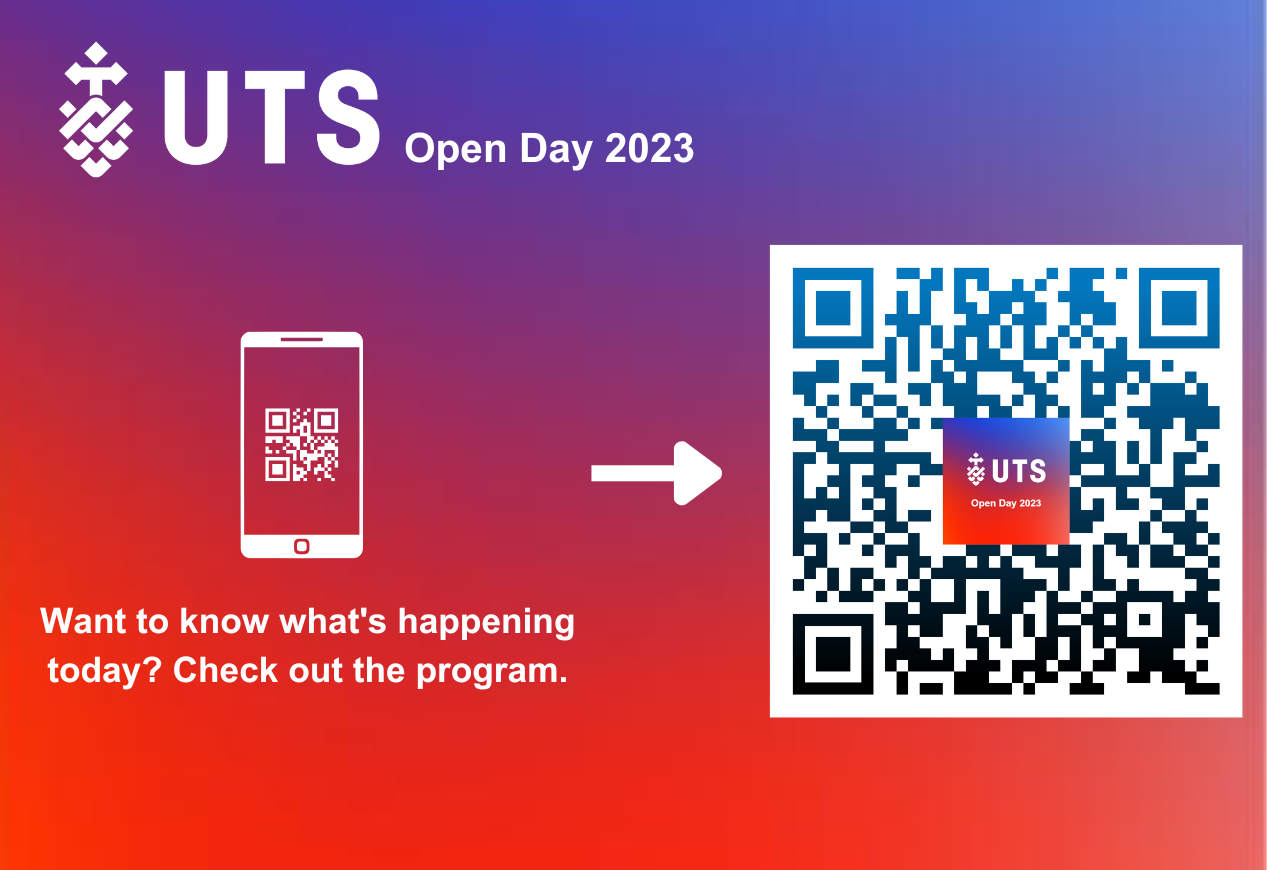 UTS Open Day 2023
UTS
Open Day 2023
Want to know what's happening
today? Check out the program.